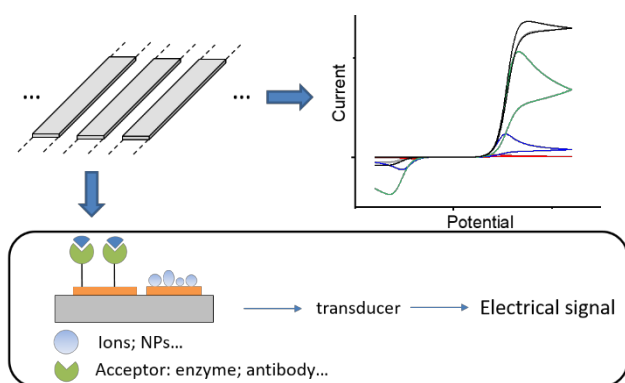 ...
...
Current
Potential
transducer
Electrical signal
Ions; NPs...
Acceptor: enzyme; antibody...